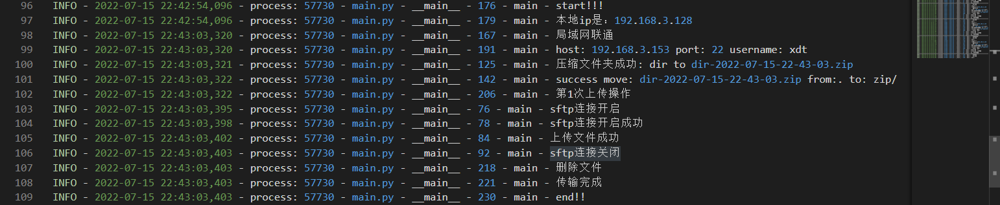 96 INFO - 2022-07-15 22:42:54,096 - process: 57730 - main.py - __main__ - 176 - main - start!!!
97 INFO - 2022-07-15 22:42:54,096 - process: 57730 - main.py - __main__ - 179 - main - 本地ip是：192.168.3.128
98 INFO - 2022-07-15 22:43:03,320 - process: 57730 - main.py - __main__ - 167 - main - 局域网联通
99 INFO - 2022-07-15 22:43:03,320 - process: 57730 - main.py - __main__ - 191 - main - host: 192.168.3.153 port: 22 username: xdt
100 INFO - 2022-07-15 22:43:03,321 - process: 57730 - main.py - __main__ - 125 - main - 压缩文件夹成功: dir to dir-2022-07-15-22-43-03.zip
101 INFO - 2022-07-15 22:43:03,322 - process: 57730 - main.py - __main__ - 142 - main - success move: dir-2022-07-15-22-43-03.zip from:. to: zip/
102 INFO - 2022-07-15 22:43:03,322 - process: 57730 - main.py - __main__ - 206 - main - 第1次上传操作
103 INFO - 2022-07-15 22:43:03,395 - process: 57730 - main.py - __main__ - 76 - main - sftp连接开启
104 INFO - 2022-07-15 22:43:03,398 - process: 57730 - main.py - __main__ - 78 - main - sftp连接开启成功
105 INFO - 2022-07-15 22:43:03,402 - process: 57730 - main.py - __main__ - 84 - main - 上传文件成功
106 INFO - 2022-07-15 22:43:03,403 - process: 57730 - main.py - __main__ - 92 - main - sftp连接关闭
107 INFO - 2022-07-15 22:43:03,403 - process: 57730 - main.py - __main__ - 218 - main - 删除文件
108 INFO - 2022-07-15 22:43:03,403 - process: 57730 - main.py - __main__ - 221 - main - 传输完成
109 INFO - 2022-07-15 22:43:03,403 - process: 57730 - main.py - __main__ - 230 - main - end!!